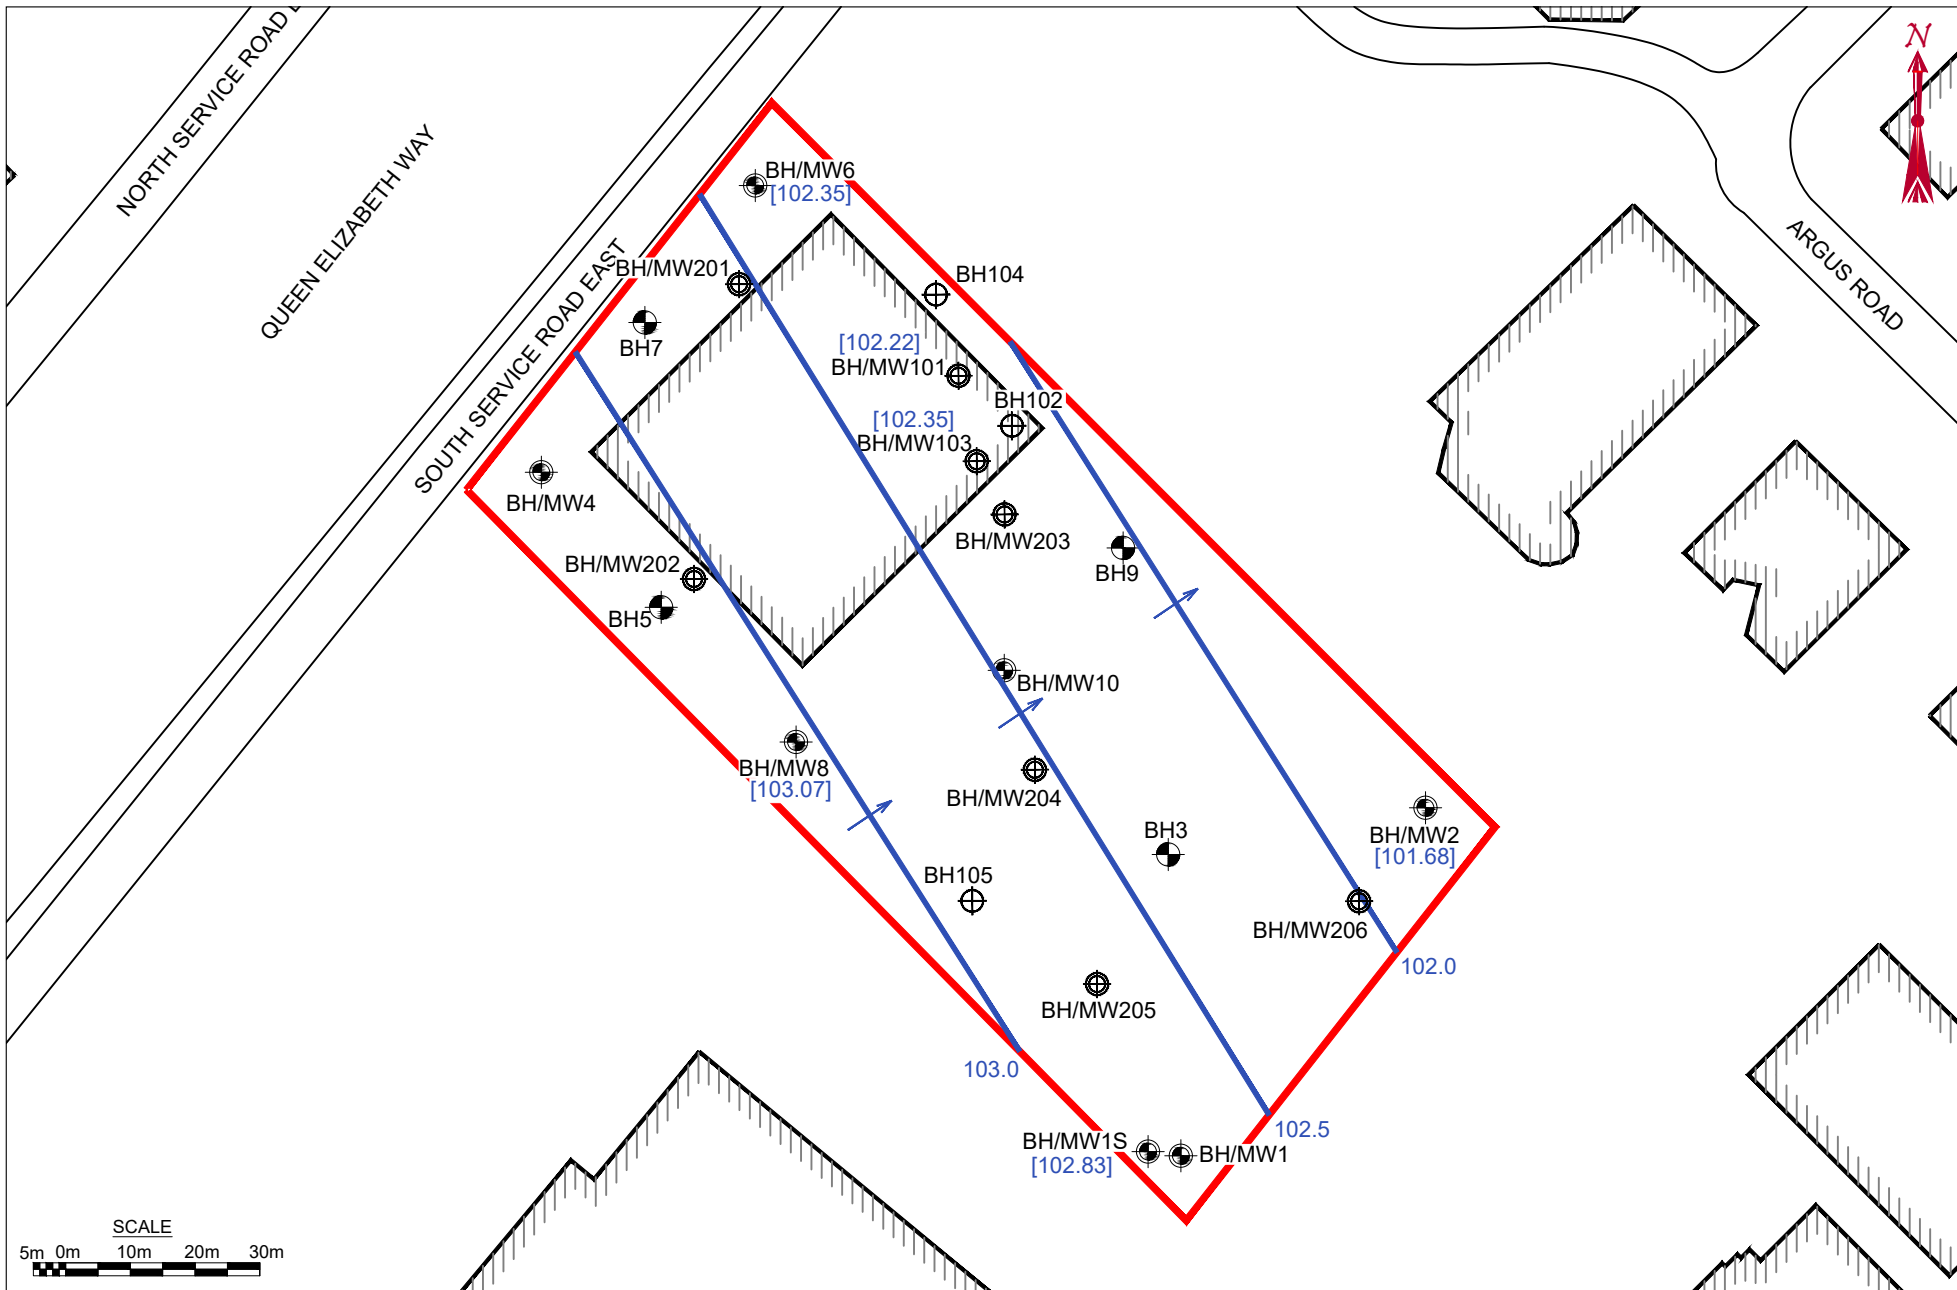 NORTH SERVICE ROAD
QUEEN ELIZABETH WAY
SOUTH SERVICE ROAD EAST
ARGUS ROAD
N
BH/MW6
[102.35]
BH/MW201
BH104
BH7
[102.22]
BH/MW101
BH102
[102.35]
BH/MW103
BH/MW4
BH/MW203
BH9
BH/MW202
BH5
BH/MW10
BH/MW8
[103.07]
BH/MW204
BH3
BH/MW2
[101.68]
BH105
BH/MW206
102.0
BH/MW205
103.0
102.5
BH/MW1S
[102.83]
BH/MW1
SCALE
5m 0m 10m 20m 30m